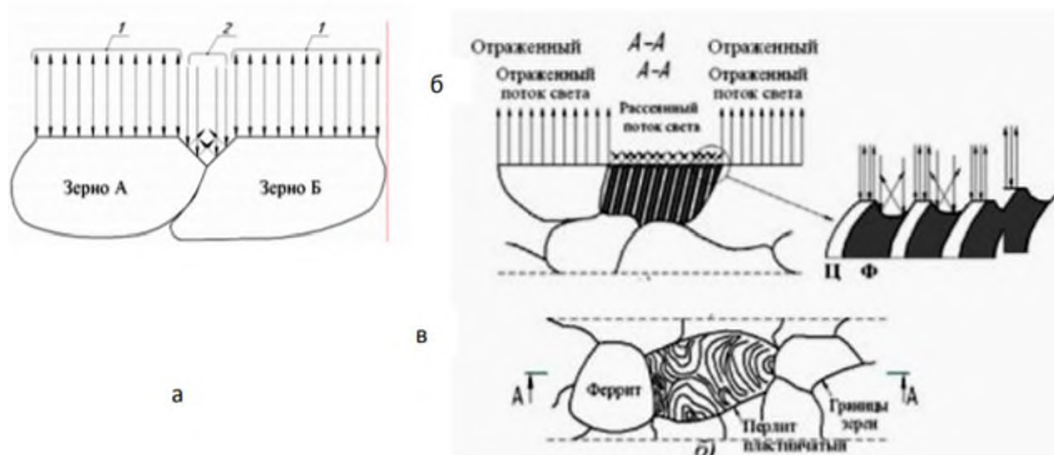 1
2
1
Зерно А
Зерно Б
а
б
Отраженный
А-А
Отраженный
Отраженный
поток света
А-А
Отраженный
поток света
Рассеянный
поток света
Ц
Ф
в
А
Феррит
А
Границы
зерен
Перлит
пластинчатый
б)